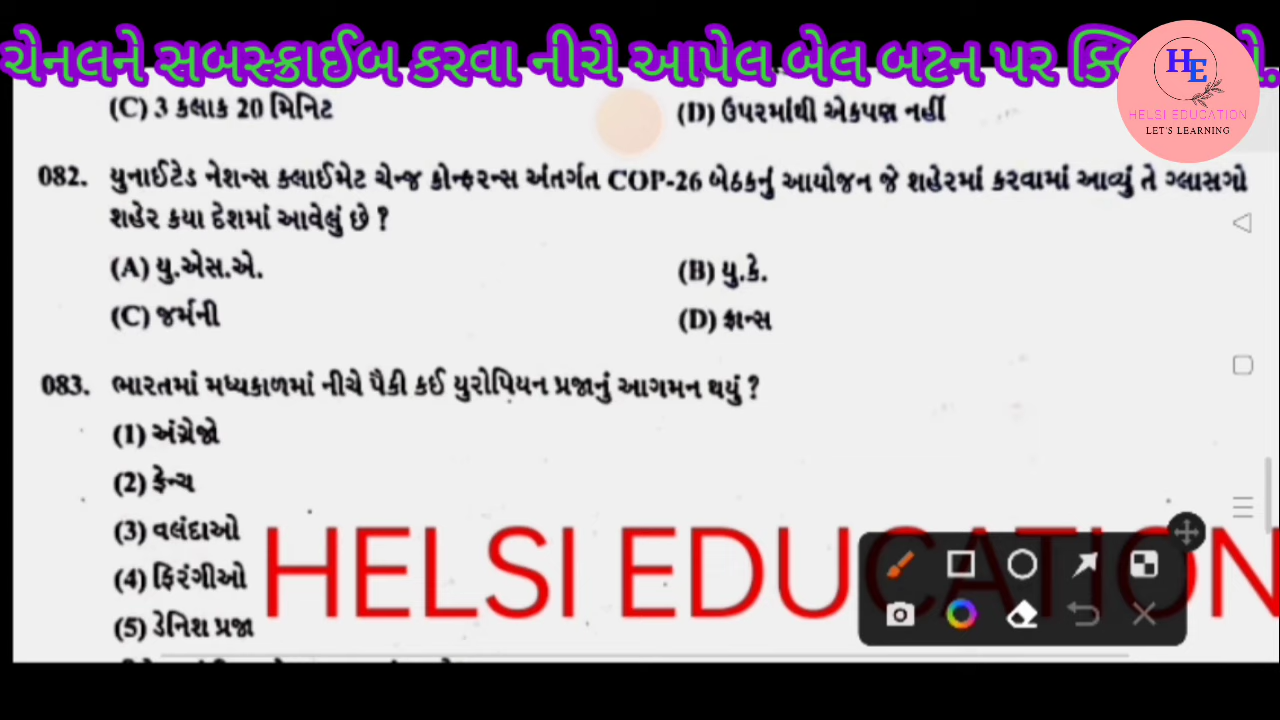 ચેનલને સબસ્ક્રાઈબ કરવા નીચે આપેલ બેલ બટન પર
HE
HELSI EDUCATION
LET'S LEARNING
(C) 3 કલાક 20 મિનિટ (D) ઉપરમાંથી એકપણ નહીં
082. યુનાઈટેડ નેશન્સ ક્લાઈમેટ ચેન્જ કોન્ફરન્સ અંતર્ગત COP-26 બેઠકનું આયોજન જે શહેરમાં કરવામાં આવ્યું તે ગ્લાસગો
શહેર કયા દેશમાં આવેલું છે ?
(A) યુ.એસ.એ. (B) યુ.કે.
(C) જર્મની (D) ફ્રાન્સ
083. ભારતમાં મધ્યકાળમાં નીચે પૈકી કઈ યુરોપિયન પ્રજાનું આગમન થયું ?
(1) અંગ્રેજો
(2) ફ્રેન્ચ
(3) વલંદાઓ
(4) ફિરંગીઓ
(5) ડેનિશ પ્રજા
HELSI EDUCATION